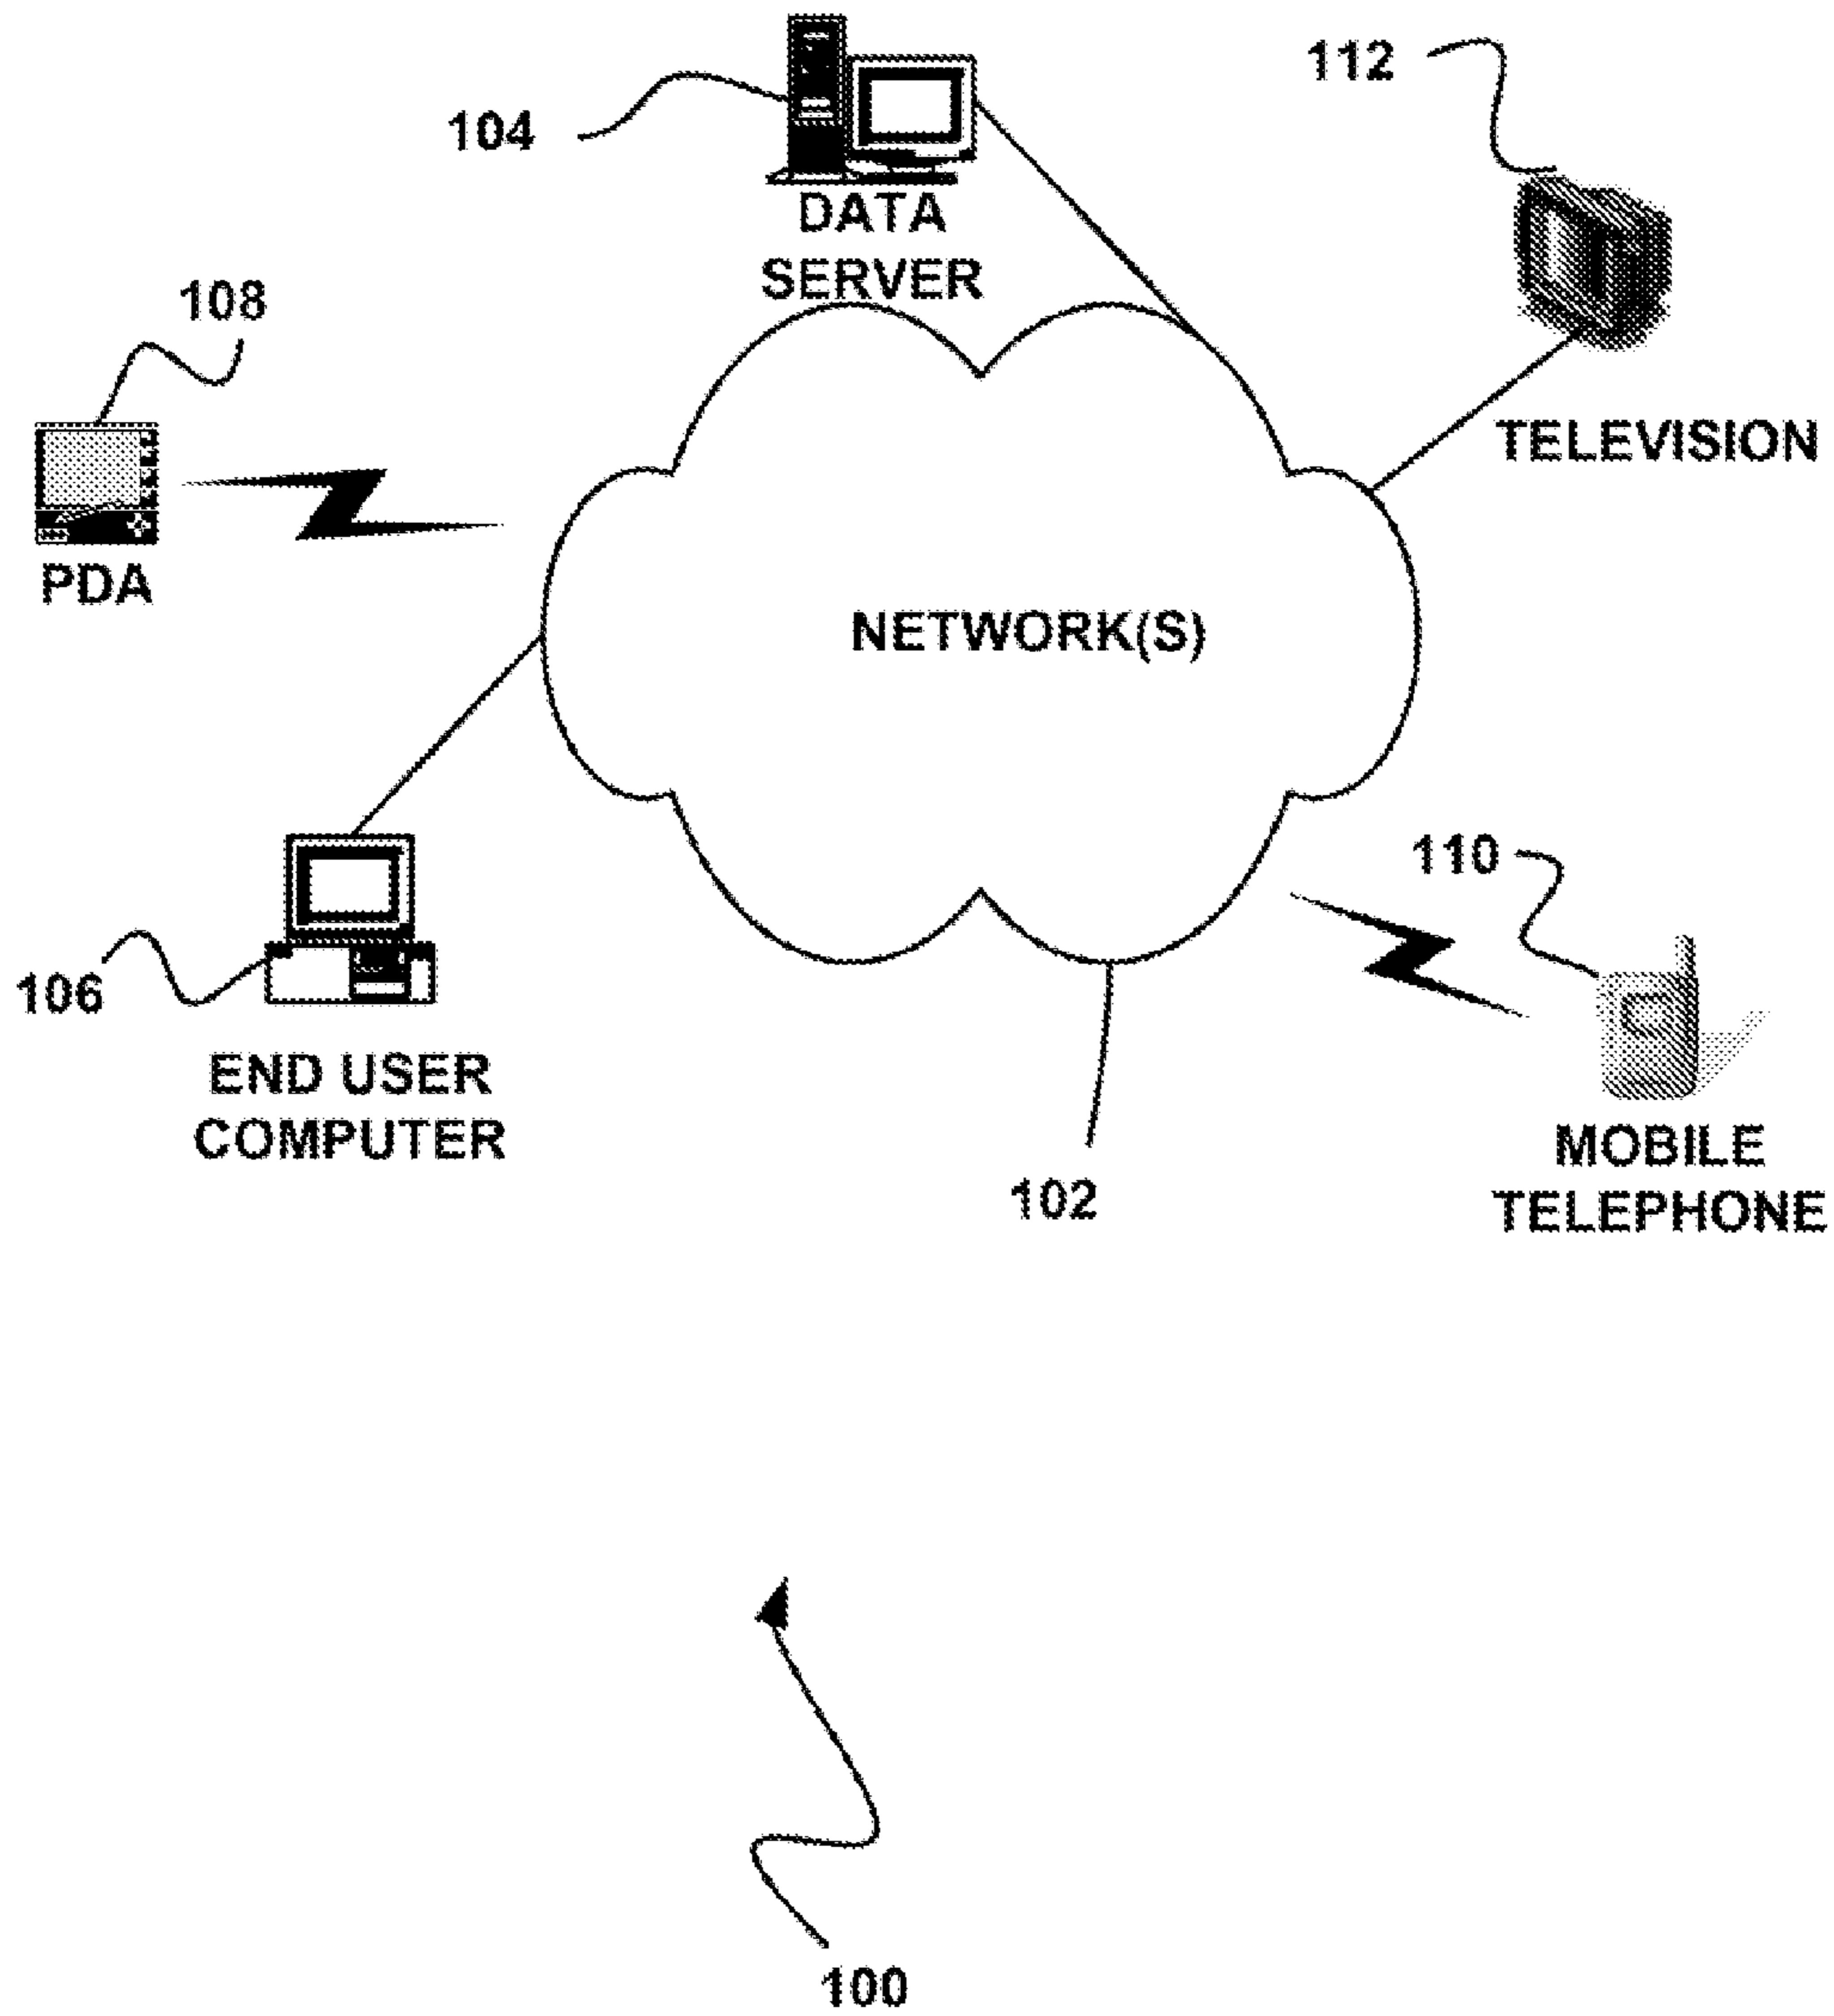 112
104
DATA
SERVER
108
TELEVISION
PDA
NETWORK(S)
110
106
END USER
COMPUTER
MOBILE
TELEPHONE
102
100